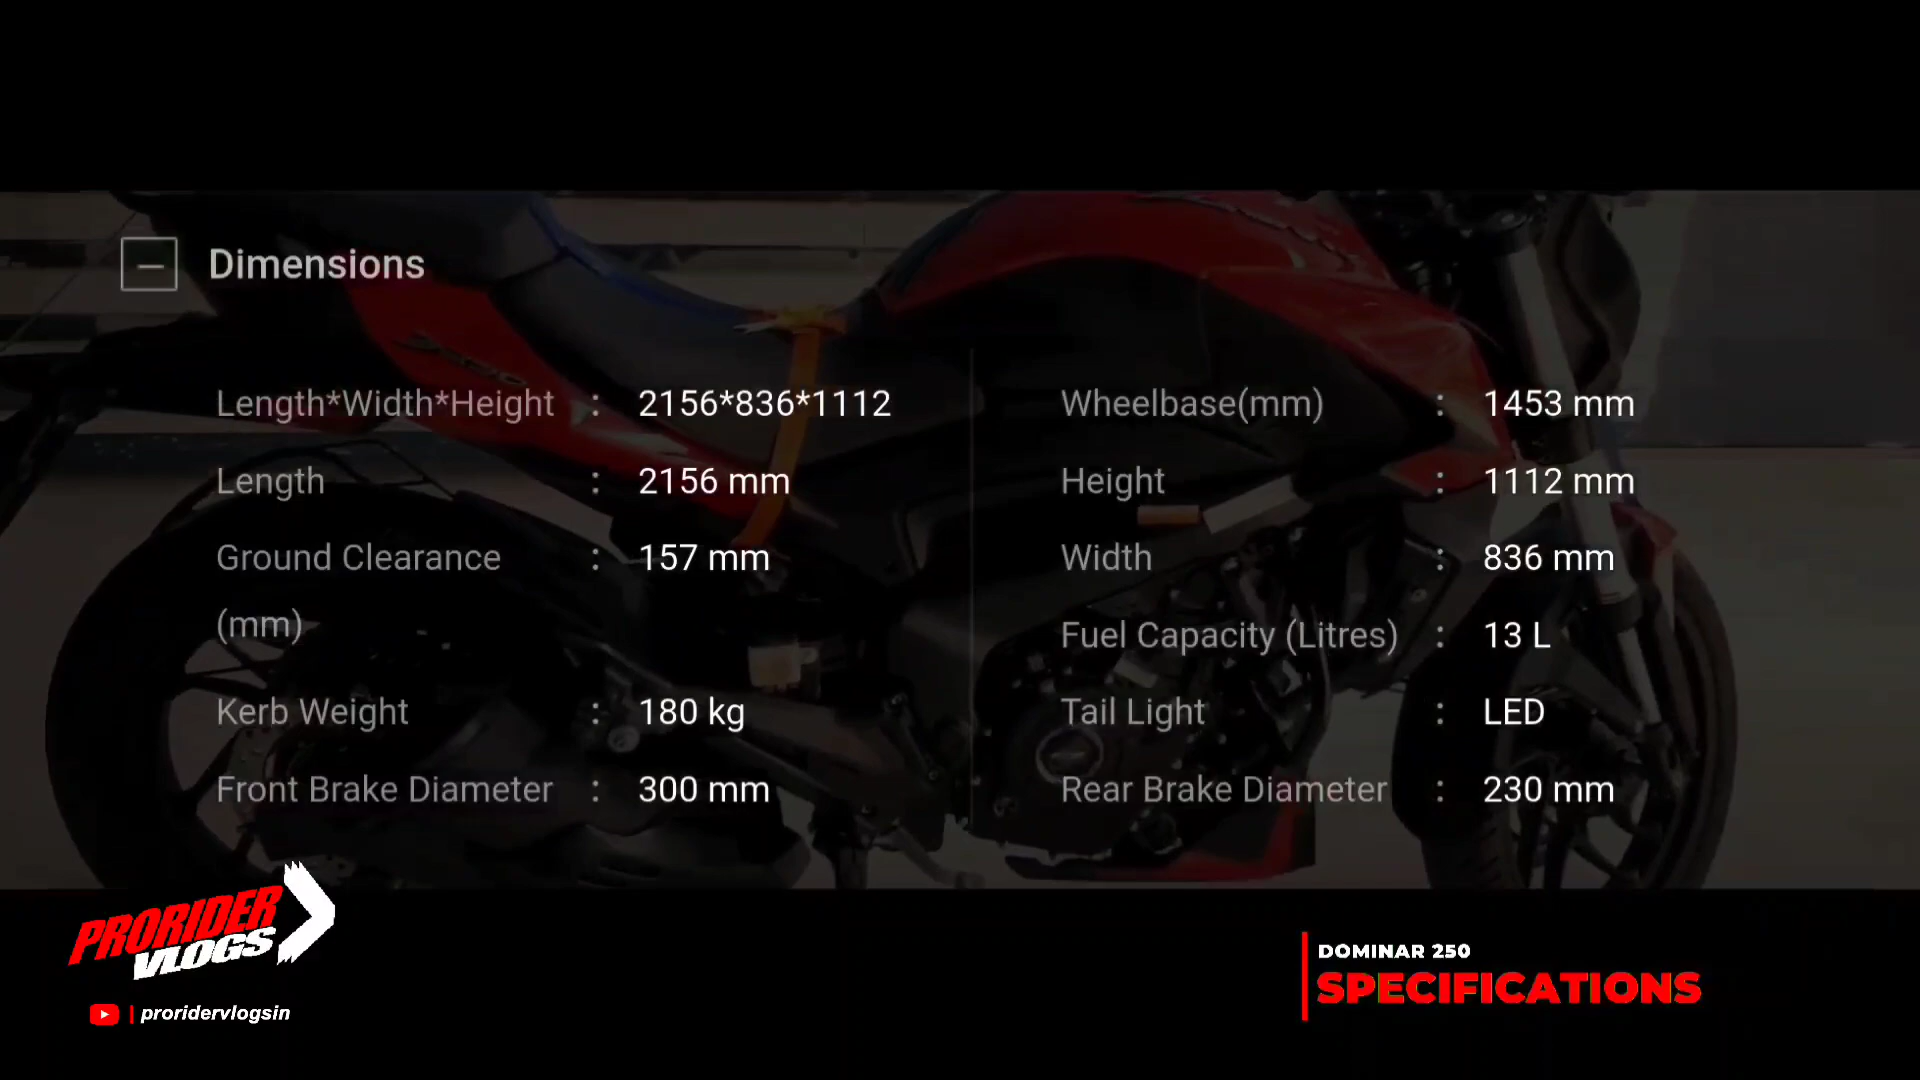 Dimensions
Length*Width*Height : 2156*836*1112
Length : 2156 mm
Ground Clearance : 157 mm
(mm)
Kerb Weight : 180 kg
Front Brake Diameter : 300 mm
Wheelbase(mm) : 1453 mm
Height : 1112 mm
Width : 836 mm
Fuel Capacity (Litres) : 13 L
Tail Light : LED
Rear Brake Diameter : 230 mm
PRORIDER
VLOGS
proridervlogsin
DOMINAR 250
SPECIFICATIONS